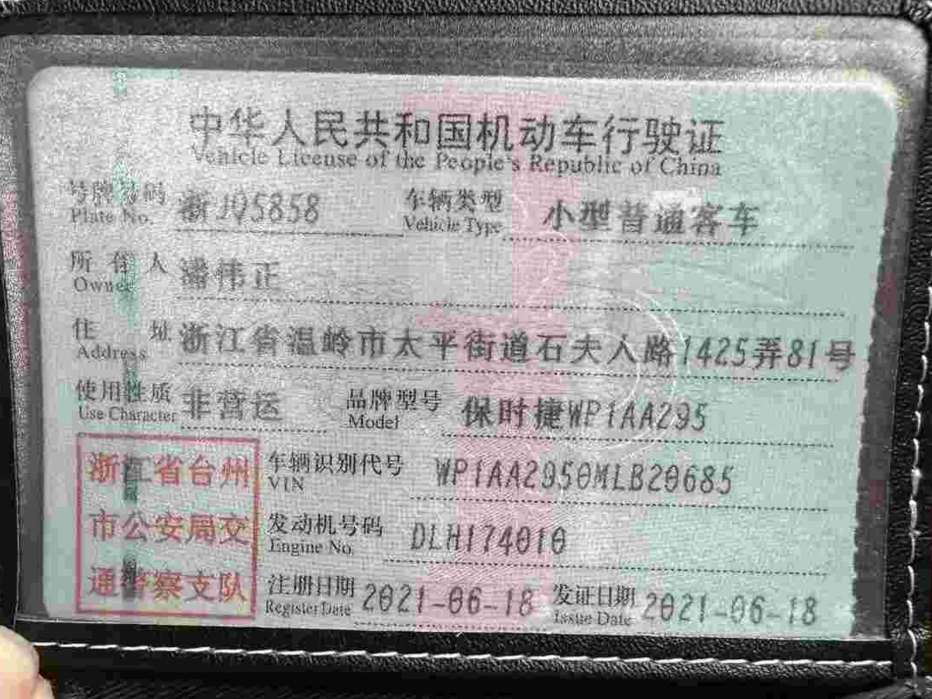 中华人民共和国机动车行驶证
Vehicle License of the People's Republic of China
号牌号码 浙JQ5858 车辆类型 小型普通客车
Plate No. Vehicle Type
所有人 潘伟正
Owner
住址 浙江省温岭市太平街道石夫人路1425弄81号
Address
使用性质 非营运 品牌型号 保时捷WP1AA295
Use Character Model
浙江省台州 车辆识别代号 WP1AA2950MLB20685
VIN
市公安局交 发动机号码 DLH174010
Engine No.
通警察支队 注册日期 2021-06-18 发证日期 2021-06-18
Register Date Issue Date